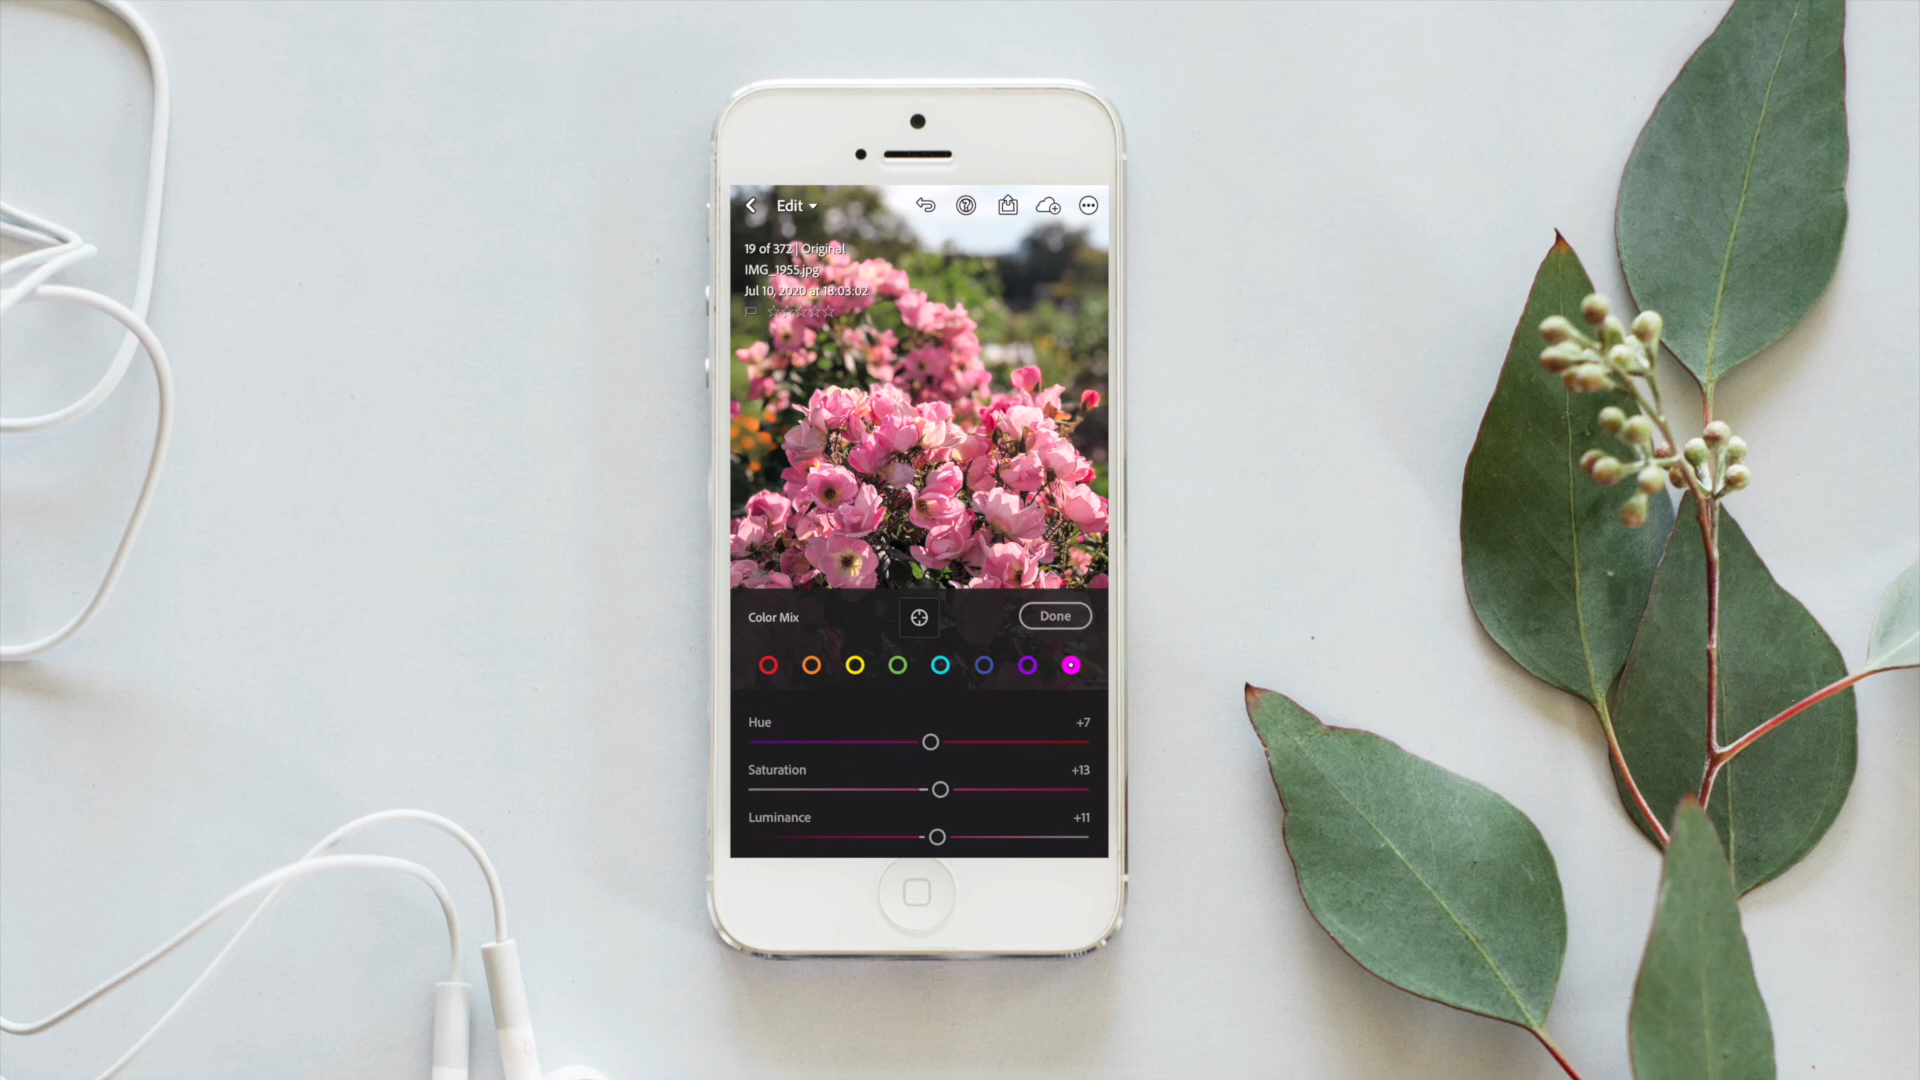 Edit
19 of 372 | Original
IMG_1955.jpg
Jul 10, 2020 at 18:03:02
Color Mix
Done
Hue +7
Saturation +13
Luminance +11